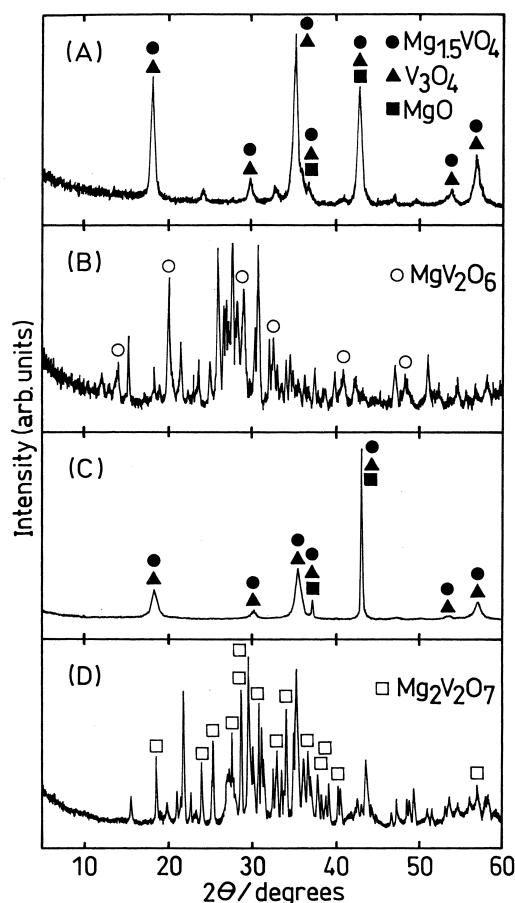 (A)
● Mg1.5VO4
▲ V3O4
■ MgO
(B)
○ MgV2O6
(C)
(D)
□ Mg2V2O7
Intensity (arb. units)
10 20 30 40 50 60
2Θ / degrees